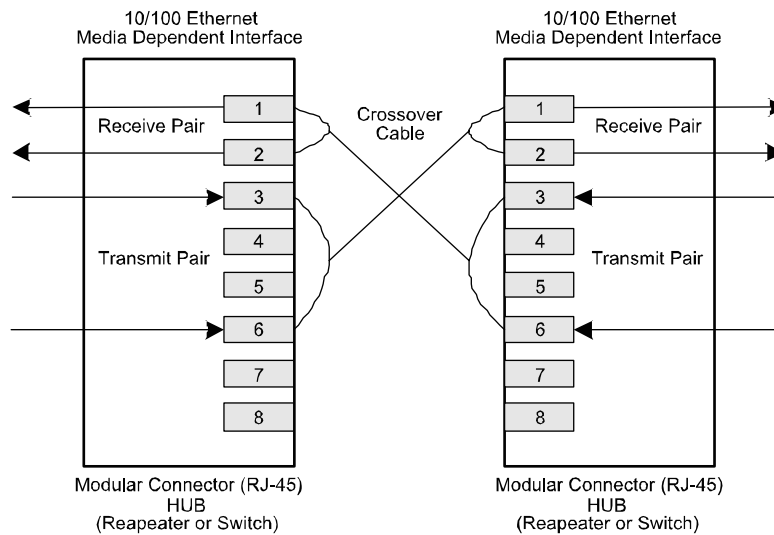 10/100 Ethernet
Media Dependent Interface
1
Receive Pair
2
3
4
Transmit Pair
5
6
7
8
Modular Connector (RJ-45)
HUB
(Reapeater or Switch)
Crossover
Cable
10/100 Ethernet
Media Dependent Interface
1
Receive Pair
2
3
4
Transmit Pair
5
6
7
8
Modular Connector (RJ-45)
HUB
(Reapeater or Switch)